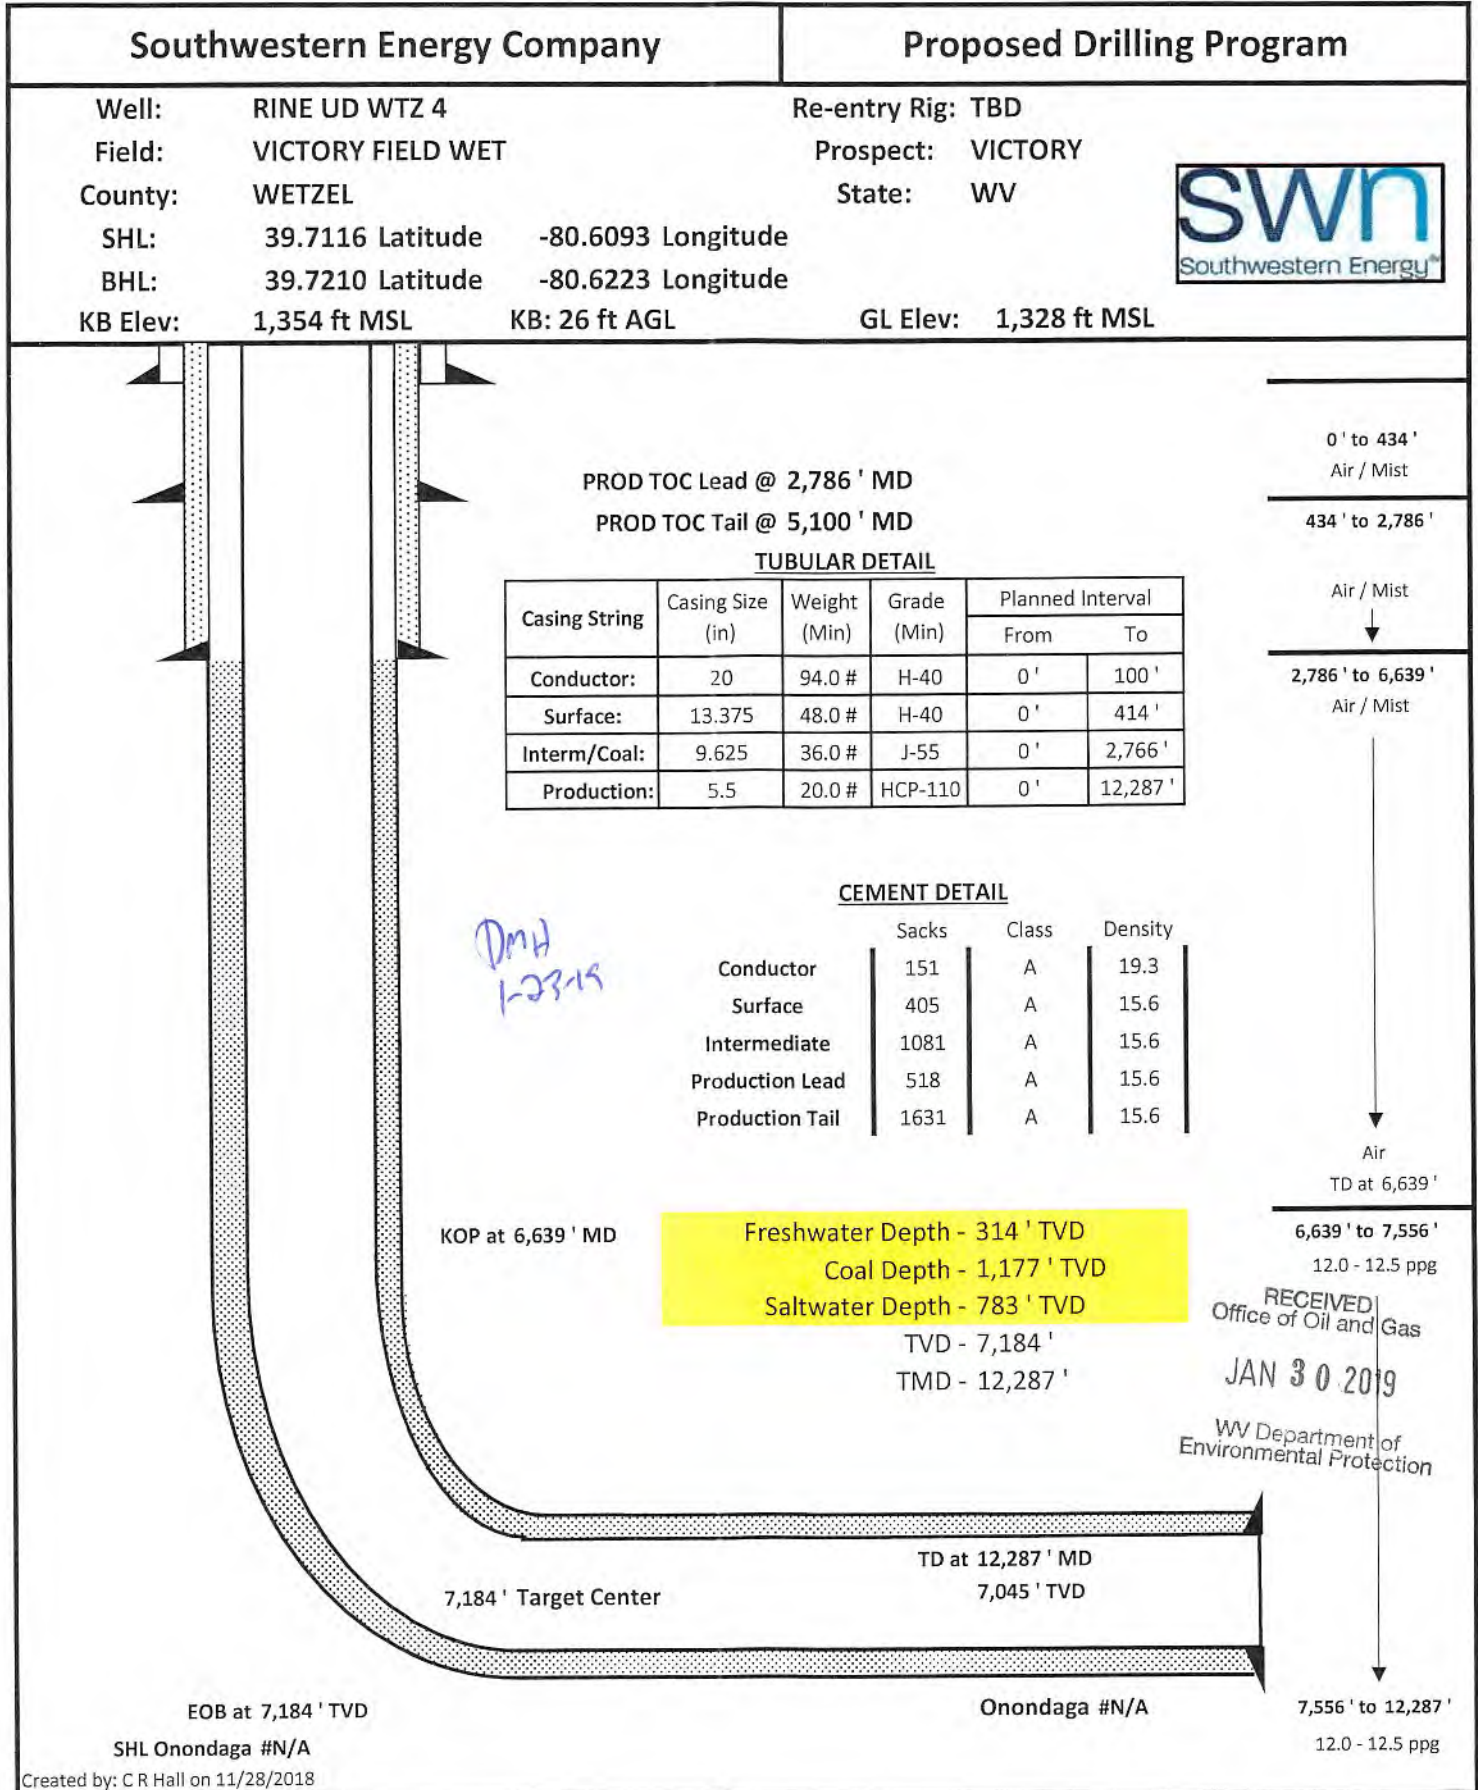 Southwestern Energy Company
Proposed Drilling Program
Well: RINE UD WTZ 4 Re-entry Rig: TBD
Field: VICTORY FIELD WET Prospect: VICTORY
County: WETZEL State: WV
SHL: 39.7116 Latitude -80.6093 Longitude
BHL: 39.7210 Latitude -80.6223 Longitude
KB Elev: 1,354 ft MSL KB: 26 ft AGL GL Elev: 1,328 ft MSL
swn
Southwestern Energy
0 ' to 434 '
Air / Mist
PROD TOC Lead @ 2,786 ' MD
PROD TOC Tail @ 5,100 ' MD
434 ' to 2,786 '
Air / Mist
TUBULAR DETAIL
Casing String Casing Size (in) Weight (Min) Grade (Min) Planned Interval
From To
Conductor: 20 94.0 # H-40 0 ' 100 '
Surface: 13.375 48.0 # H-40 0 ' 414 '
Interm/Coal: 9.625 36.0 # J-55 0 ' 2,766 '
Production: 5.5 20.0 # HCP-110 0 ' 12,287 '
2,786 ' to 6,639 '
Air / Mist
CEMENT DETAIL
Sacks Class Density
Conductor 151 A 19.3
Surface 405 A 15.6
Intermediate 1081 A 15.6
Production Lead 518 A 15.6
Production Tail 1631 A 15.6
DMH
1-23-19
Air
TD at 6,639 '
KOP at 6,639 ' MD
Freshwater Depth - 314 ' TVD
Coal Depth - 1,177 ' TVD
Saltwater Depth - 783 ' TVD
TVD - 7,184 '
TMD - 12,287 '
6,639 ' to 7,556 '
12.0 - 12.5 ppg
RECEIVED
Office of Oil and Gas
JAN 30 2019
WV Department of
Environmental Protection
TD at 12,287 ' MD
7,045 ' TVD
7,184 ' Target Center
EOB at 7,184 ' TVD
Onondaga #N/A
7,556 ' to 12,287 '
12.0 - 12.5 ppg
SHL Onondaga #N/A
Created by: C R Hall on 11/28/2018